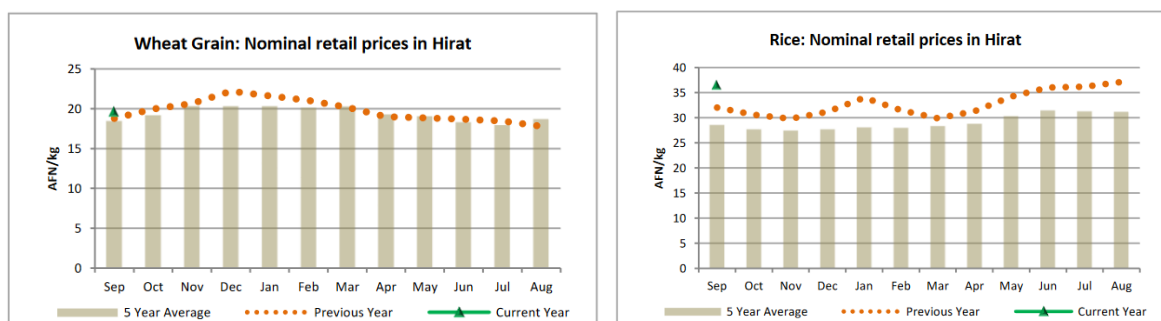 Wheat Grain: Nominal retail prices in Hirat
25
20
15
10
5
0
AFN/kg
Sep Oct Nov Dec Jan Feb Mar Apr May Jun Jul Aug
5 Year Average Previous Year Current Year
Rice: Nominal retail prices in Hirat
40
35
30
25
20
15
10
5
0
AFN/kg
Sep Oct Nov Dec Jan Feb Mar Apr May Jun Jul Aug
5 Year Average Previous Year Current Year